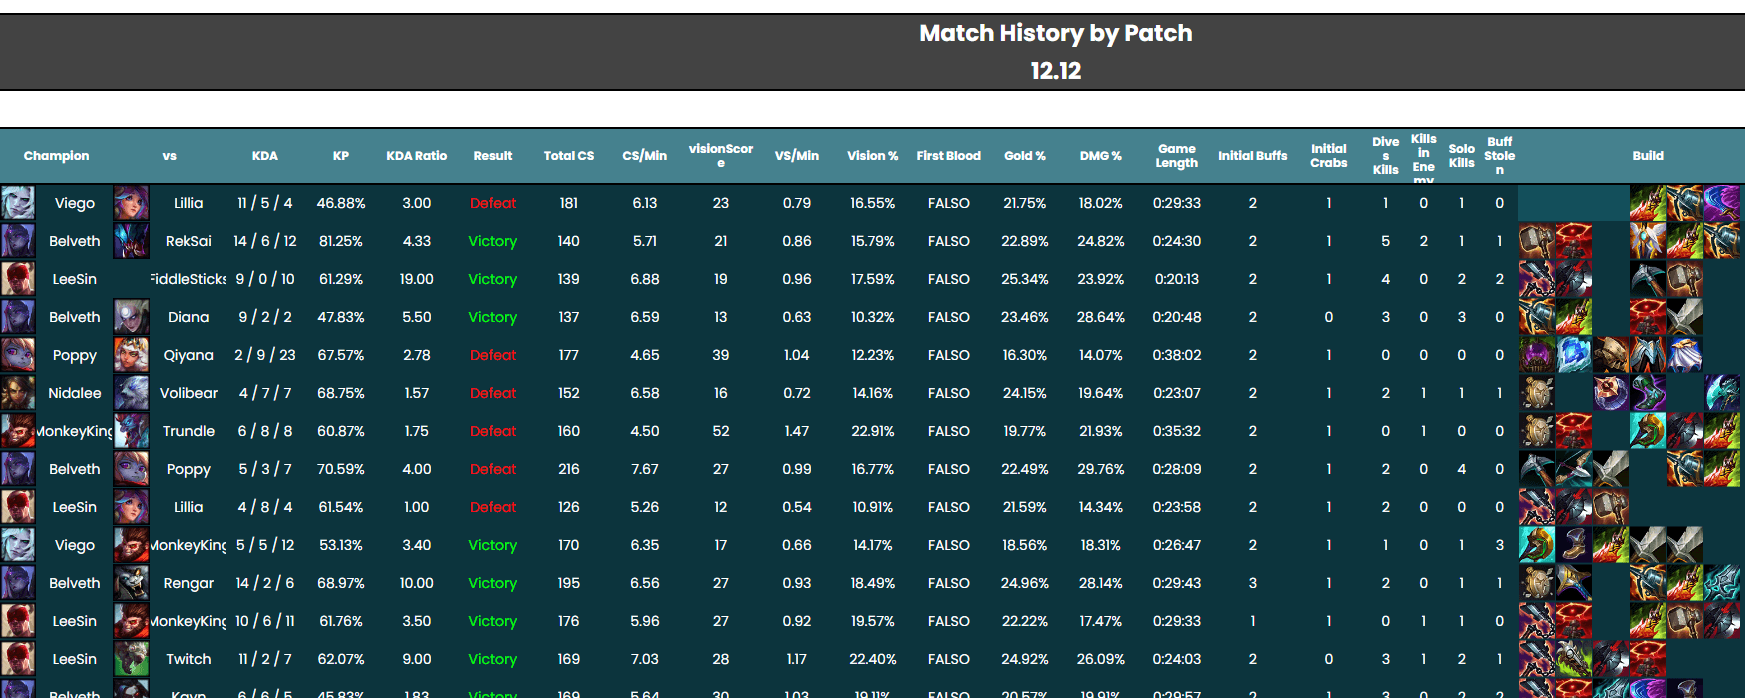 Match History by Patch
12.12
Champion vs KDA KP KDA Ratio Result Total CS CS/Min visionScore VS/Min Vision % First Blood Gold % DMG % Game Length Initial Buffs Initial Crabs Dives Kills Kills in Enemy Solo Kills Buff Stolen Build
Viego Lillia 11 / 5 / 4 46.88% 3.00 Defeat 181 6.13 23 0.79 16.55% FALSO 21.75% 18.02% 0:29:33 2 1 1 0 1 0
Belveth RekSai 14 / 6 / 12 81.25% 4.33 Victory 140 5.71 21 0.86 15.79% FALSO 22.89% 24.82% 0:24:30 2 1 5 2 1 1
LeeSin FiddleSticks 9 / 0 / 10 61.29% 19.00 Victory 139 6.88 19 0.96 17.59% FALSO 25.34% 23.92% 0:20:13 2 1 4 0 2 2
Belveth Diana 9 / 2 / 2 47.83% 5.50 Victory 137 6.59 13 0.63 10.32% FALSO 23.46% 28.64% 0:20:48 2 0 3 0 3 0
Poppy Qiyana 2 / 9 / 23 67.57% 2.78 Defeat 177 4.65 39 1.04 12.23% FALSO 16.30% 14.07% 0:38:02 2 1 0 0 0 0
Nidalee Volibear 4 / 7 / 7 68.75% 1.57 Defeat 152 6.58 16 0.72 14.16% FALSO 24.15% 19.64% 0:23:07 2 1 2 1 1 1
MonkeyKing Trundle 6 / 8 / 8 60.87% 1.75 Defeat 160 4.50 52 1.47 22.91% FALSO 19.77% 21.93% 0:35:32 2 1 0 1 0 0
Belveth Poppy 5 / 3 / 7 70.59% 4.00 Defeat 216 7.67 27 0.99 16.77% FALSO 22.49% 29.76% 0:28:09 2 1 2 0 4 0
LeeSin Lillia 4 / 8 / 4 61.54% 1.00 Defeat 126 5.26 12 0.54 10.91% FALSO 21.59% 14.34% 0:23:58 2 1 2 0 0 0
Viego MonkeyKing 5 / 5 / 12 53.13% 3.40 Victory 170 6.35 17 0.66 14.17% FALSO 18.56% 18.31% 0:26:47 2 1 1 0 1 3
Belveth Rengar 14 / 2 / 6 68.97% 10.00 Victory 195 6.56 27 0.93 18.49% FALSO 24.96% 28.14% 0:29:43 3 1 2 0 1 1
LeeSin MonkeyKing 10 / 6 / 11 61.76% 3.50 Victory 176 5.96 27 0.92 19.57% FALSO 22.22% 17.47% 0:29:33 1 1 0 1 1 0
LeeSin Twitch 11 / 2 / 7 62.07% 9.00 Victory 169 7.03 28 1.17 22.40% FALSO 24.92% 26.09% 0:24:03 2 0 3 1 2 1
Belveth Kayn 6 / 6 / 5 45.83% 1.83 Victory 169 5.64 30 1.03 19.11% FALSO 20.57% 19.91% 0:29:57 2 1 3 0 2 2